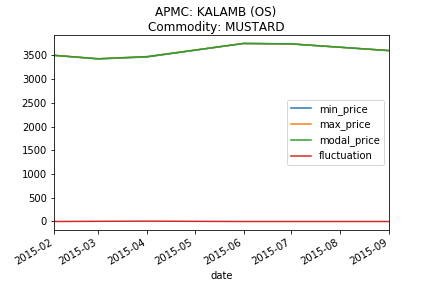 APMC: KALAMB (OS)
Commodity: MUSTARD
3500
3000
2500
2000
1500
1000
500
0
min_price
max_price
modal_price
fluctuation
2015-02
2015-03
2015-04
2015-05
2015-06
2015-07
2015-08
2015-09
date